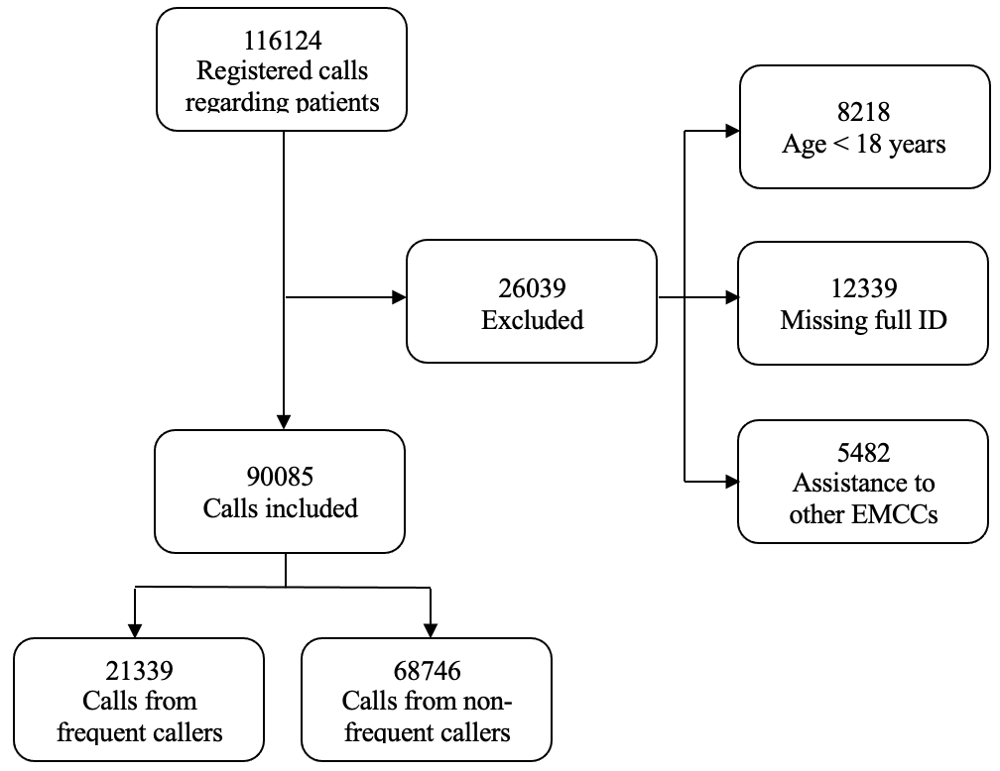 116124
Registered calls
regarding patients
8218
Age < 18 years
26039
Excluded
12339
Missing full ID
90085
Calls included
5482
Assistance to
other EMCCs
21339
Calls from
frequent callers
68746
Calls from non-
frequent callers